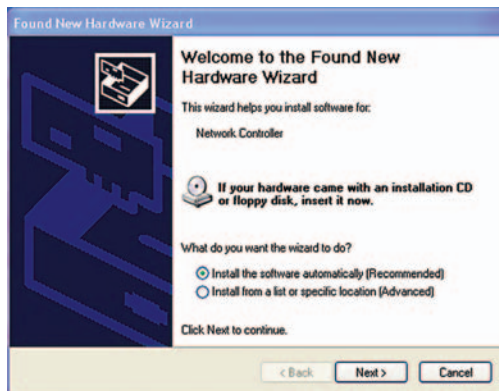 Found New Hardware Wizard
Welcome to the Found New
Hardware Wizard
This wizard helps you install software for:
Network Controller
If your hardware came with an installation CD
or floppy disk, insert it now.
What do you want the wizard to do?
Install the software automatically (Recommended)
Install from a list or specific location (Advanced)
Click Next to continue.
< Back
Next >
Cancel